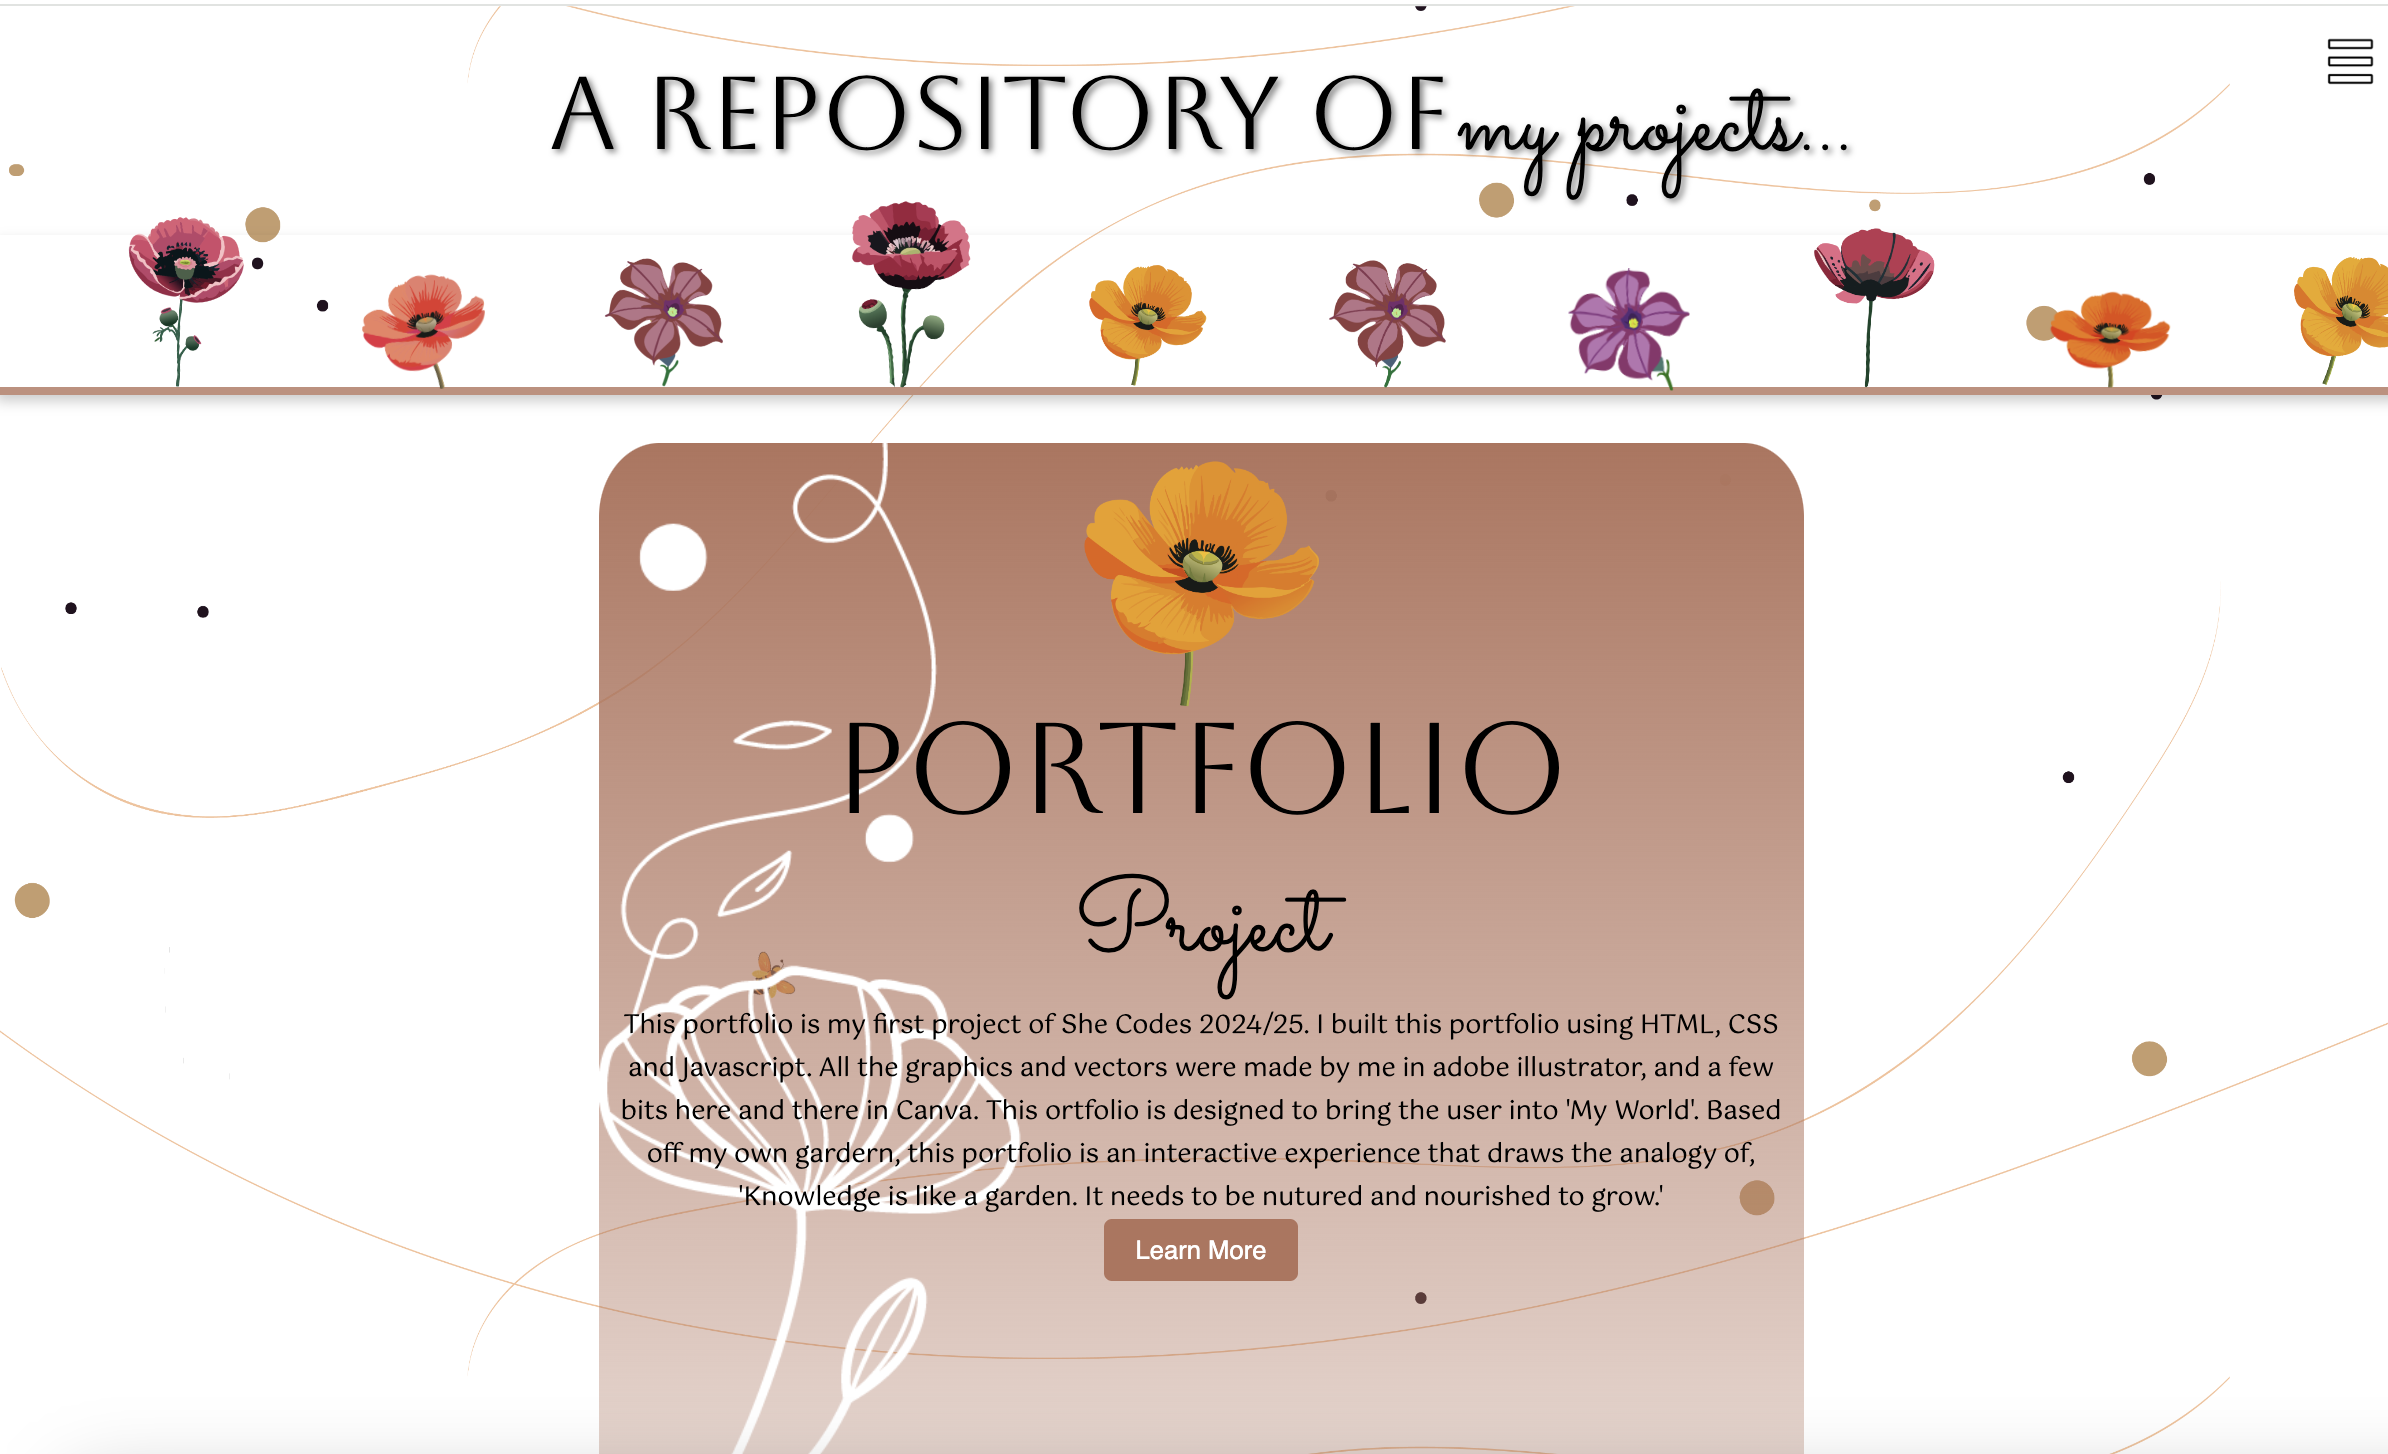 A REPOSITORY OF my projects...
PORTFOLIO
Project
This portfolio is my first project of She Codes 2024/25. I built this portfolio using HTML, CSS
and Javascript. All the graphics and vectors were made by me in adobe illustrator, and a few
bits here and there in Canva. This ortfolio is designed to bring the user into 'My World'. Based
off my own gardern, this portfolio is an interactive experience that draws the analogy of,
'Knowledge is like a garden. It needs to be nutured and nourished to grow.'
Learn More